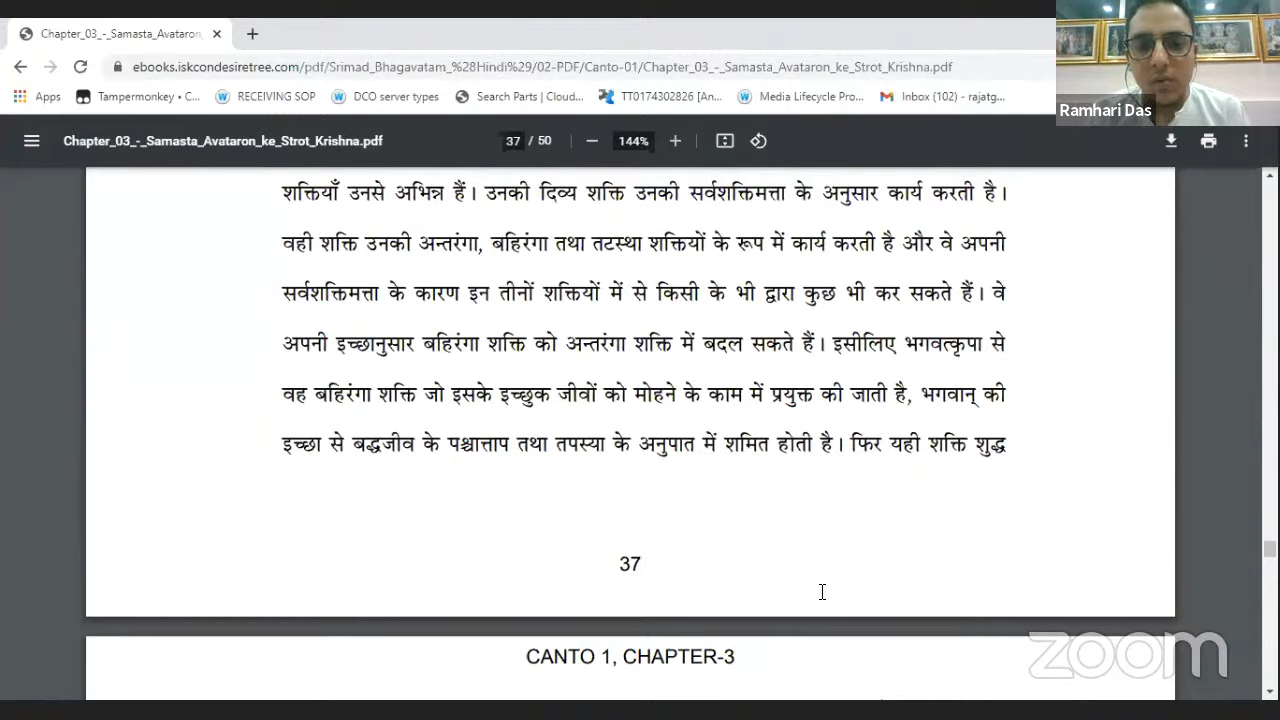 Chapter_03_-_Samasta_Avataron_
ebooks.iskcondesiretree.com/pdf/Srimad_Bhagavatam_%28Hindi%29/02-PDF/Canto-01/Chapter_03_-_Samasta_Avataron_ke_Strot_Krishna.pdf
Apps Tampermonkey - C... RECEIVING SOP DCO server types Search Parts | Cloud... TT0174302826 [An... Media Lifecycle Pro... Inbox (102) - rajatg...
Ramhari Das
Chapter_03_-_Samasta_Avataron_ke_Strot_Krishna.pdf 37 / 50 144%
शक्तियाँ उनसे अभिन्न हैं। उनकी दिव्य शक्ति उनकी सर्वशक्तिमत्ता के अनुसार कार्य करती है।
वही शक्ति उनकी अन्तरंगा, बहिरंगा तथा तटस्था शक्तियों के रूप में कार्य करती है और वे अपनी
सर्वशक्तिमत्ता के कारण इन तीनों शक्तियों में से किसी के भी द्वारा कुछ भी कर सकते हैं। वे
अपनी इच्छानुसार बहिरंगा शक्ति को अन्तरंगा शक्ति में बदल सकते हैं। इसीलिए भगवत्कृपा से
वह बहिरंगा शक्ति जो इसके इच्छुक जीवों को मोहने के काम में प्रयुक्त की जाती है, भगवान् की
इच्छा से बद्धजीव के पश्चात्ताप तथा तपस्या के अनुपात में शमित होती है। फिर यही शक्ति शुद्ध
37
CANTO 1, CHAPTER-3
zoom